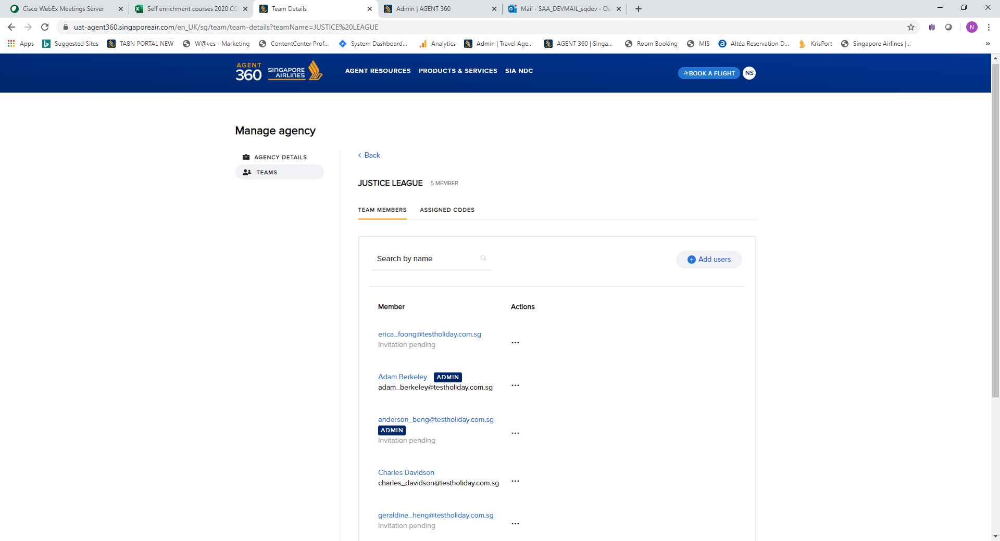 Cisco WebEx Meetings Server
Self enrichment courses 2020 CO
Team Details
Admin | AGENT 360
Mail - SAA_DEVMAIL_sqdev - Ou
uat-agent360.singaporeair.com/en_UK/sg/team/team-details?teamName=JUSTICE%20LEAGUE
N
Apps
Suggested Sites
TABN PORTAL NEW
W@ves - Marketing
ContentCenter Prof...
System Dashboard...
Analytics
Admin | Travel Age...
AGENT 360 | Singa...
Room Booking
MIS
Altéa Reservation D...
KrisPort
Singapore Airlines |...
»
AGENT
360
SINGAPORE
AIRLINES
AGENT RESOURCES
PRODUCTS & SERVICES
SIA NDC
BOOK A FLIGHT
NS
Manage agency
AGENCY DETAILS
TEAMS
Back
JUSTICE LEAGUE
5 MEMBER
TEAM MEMBERS
ASSIGNED CODES
Search by name
Add users
Member
Actions
erica_foong@testholiday.com.sg
Invitation pending
...
Adam Berkeley
ADMIN
adam_berkeley@testholiday.com.sg
...
anderson_beng@testholiday.com.sg
ADMIN
Invitation pending
...
Charles Davidson
charles_davidson@testholiday.com.sg
...
geraldine_heng@testholiday.com.sg
Invitation pending
...